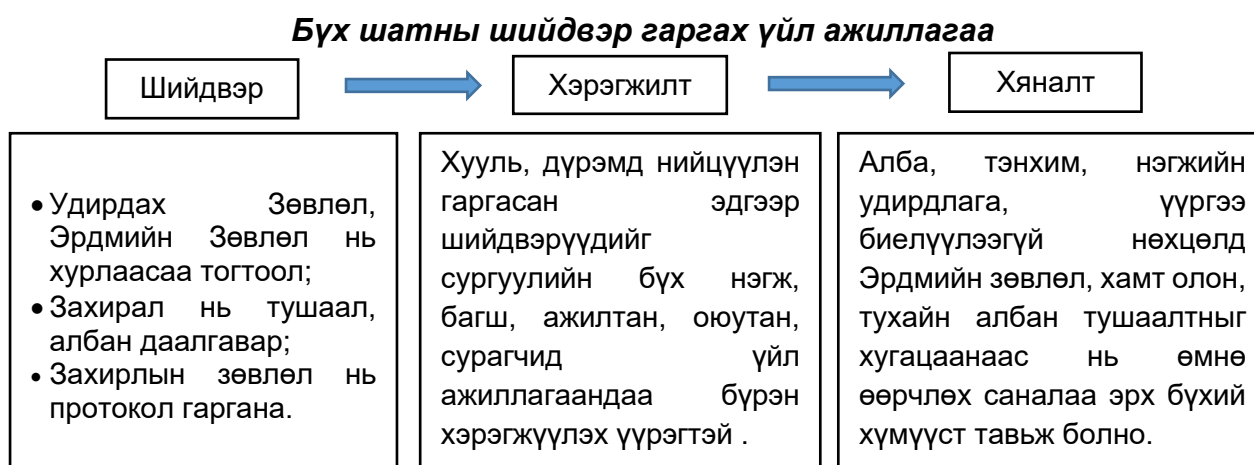 Бүх шатны шийдвэр гаргах үйл ажиллагаа
Шийдвэр
Хэрэгжилт
Хяналт
• Удирдах Зөвлөл,
Эрдмийн Зөвлөл нь
хурлаасаа тогтоол;
• Захирал нь тушаал,
албан даалгавар;
• Захирлын зөвлөл нь
протокол гаргана.
Хууль, дүрэмд нийцүүлэн
гаргасан эдгээр
шийдвэрүүдийг
сургуулийн бүх нэгж,
багш, ажилтан, оюутан,
сурагчид үйл
ажиллагаандаа бүрэн
хэрэгжүүлэх үүрэгтэй .
Алба, тэнхим, нэгжийн
удирдлага, үүргээ
биелүүлээгүй нөхцөлд
Эрдмийн зөвлөл, хамт олон,
тухайн албан тушаалтныг
хугацаанаас нь өмнө
өөрчлөх саналаа эрх бүхий
хүмүүст тавьж болно.